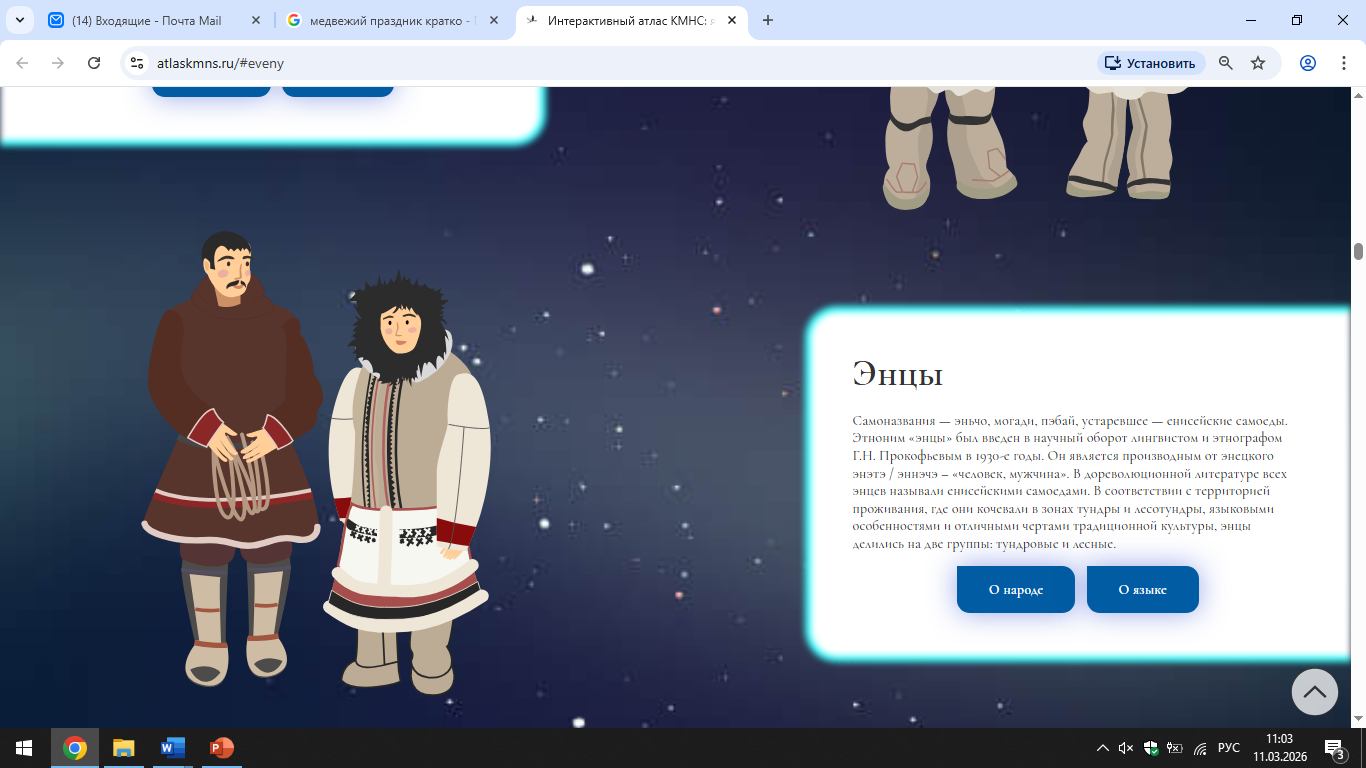 (14) Входящие - Почта Mail
медвежий праздник кратко -
Интерактивный атлас КМНС: я
atlaskmns.ru/#eveny
Установить
Энцы
Самоназвания — эньчо, могади, пэбай, устаревшее — енисейские самоеды.
Этноним «энцы» был введен в научный оборот лингвистом и этнографом
Г.Н. Прокофьевым в 1930-е годы. Он является производным от энецкого
энэтэ / эннэчэ – «человек, мужчина». В дореволюционной литературе всех
энцев называли енисейскими самоедами. В соответствии с территорией
проживания, где они кочевали в зонах тундры и лесотундры, языковыми
особенностями и отличными чертами традиционной культуры, энцы
делились на две группы: тундровые и лесные.
О народе
О языке
РУС
11:03
11.03.2026
3